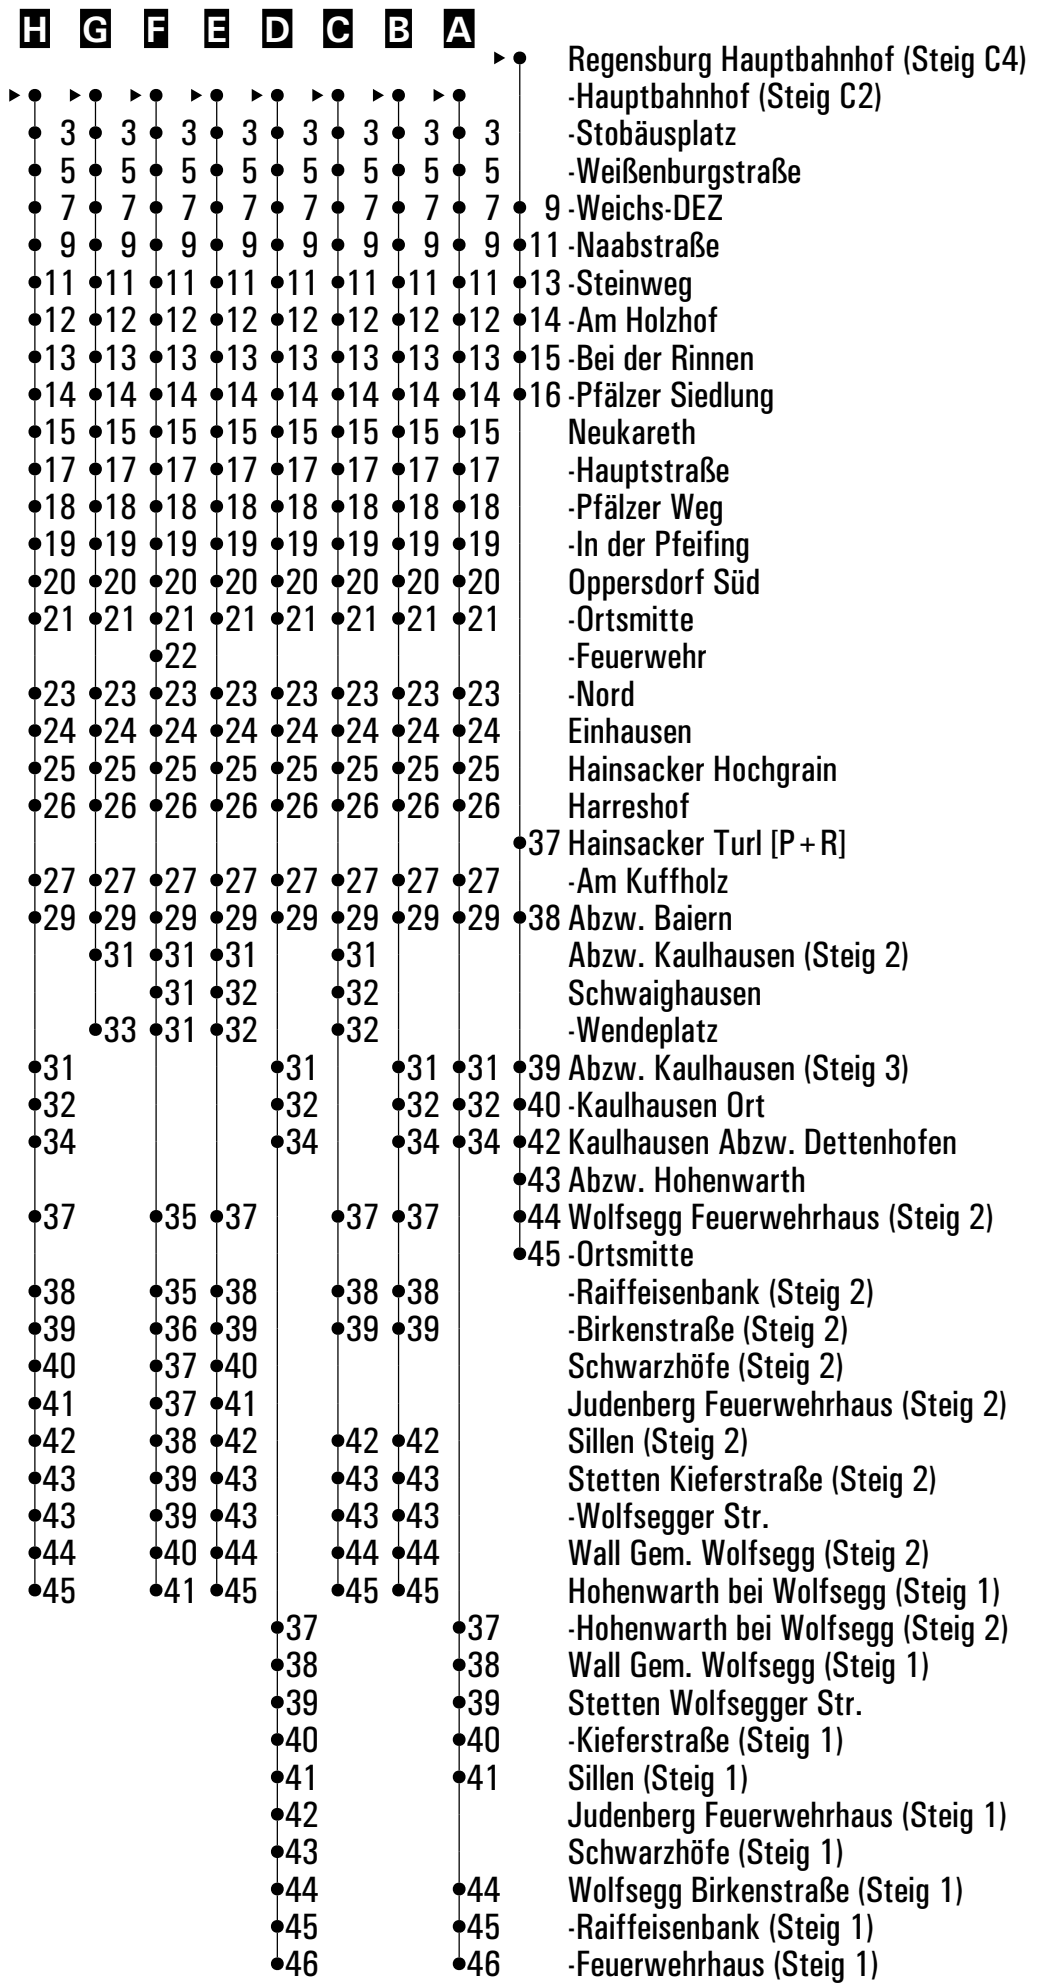 H G F E D C B A
Regensburg Hauptbahnhof (Steig C4)
-Hauptbahnhof (Steig C2)
3 3 3 3 3 3 3 3 -Stobäusplatz
5 5 5 5 5 5 5 5 -Weißenburgstraße
7 7 7 7 7 7 7 7 9 -Weichs-DEZ
9 9 9 9 9 9 9 9 11 -Naabstraße
11 11 11 11 11 11 11 11 13 -Steinweg
12 12 12 12 12 12 12 12 14 -Am Holzhof
13 13 13 13 13 13 13 13 15 -Bei der Rinnen
14 14 14 14 14 14 14 14 16 -Pfälzer Siedlung
15 15 15 15 15 15 15 15 Neukareth
17 17 17 17 17 17 17 17 -Hauptstraße
18 18 18 18 18 18 18 18 -Pfälzer Weg
19 19 19 19 19 19 19 19 -In der Pfeifing
20 20 20 20 20 20 20 20 Oppersdorf Süd
21 21 21 21 21 21 21 21 -Ortsmitte
22 -Feuerwehr
23 23 23 23 23 23 23 23 -Nord
24 24 24 24 24 24 24 24 Einhausen
25 25 25 25 25 25 25 25 Hainsacker Hochgrain
26 26 26 26 26 26 26 26 Harreshof
37 Hainsacker Turl [P+R]
27 27 27 27 27 27 27 27 -Am Kuffholz
29 29 29 29 29 29 29 29 38 Abzw. Baiern
31 31 31 31 Abzw. Kaulhausen (Steig 2)
31 32 32 Schwaighausen
33 31 32 32 -Wendeplatz
31 31 31 31 39 Abzw. Kaulhausen (Steig 3)
32 32 32 32 40 -Kaulhausen Ort
34 34 34 34 42 Kaulhausen Abzw. Dettenhofen
43 Abzw. Hohenwarth
37 35 37 37 37 44 Wolfsegg Feuerwehrhaus (Steig 2)
45 -Ortsmitte
38 35 38 38 38 -Raiffeisenbank (Steig 2)
39 36 39 39 39 -Birkenstraße (Steig 2)
40 37 40 Schwarzhöfe (Steig 2)
41 37 41 Judenberg Feuerwehrhaus (Steig 2)
42 38 42 42 42 Sillen (Steig 2)
43 39 43 43 43 Stetten Kieferstraße (Steig 2)
43 39 43 43 43 -Wolfsegger Str.
44 40 44 44 44 Wall Gem. Wolfsegg (Steig 2)
45 41 45 45 45 Hohenwarth bei Wolfsegg (Steig 1)
37 37 -Hohenwarth bei Wolfsegg (Steig 2)
38 38 Wall Gem. Wolfsegg (Steig 1)
39 39 Stetten Wolfsegger Str.
40 40 -Kieferstraße (Steig 1)
41 41 Sillen (Steig 1)
42 Judenberg Feuerwehrhaus (Steig 1)
43 Schwarzhöfe (Steig 1)
44 44 Wolfsegg Birkenstraße (Steig 1)
45 45 -Raiffeisenbank (Steig 1)
46 46 -Feuerwehrhaus (Steig 1)